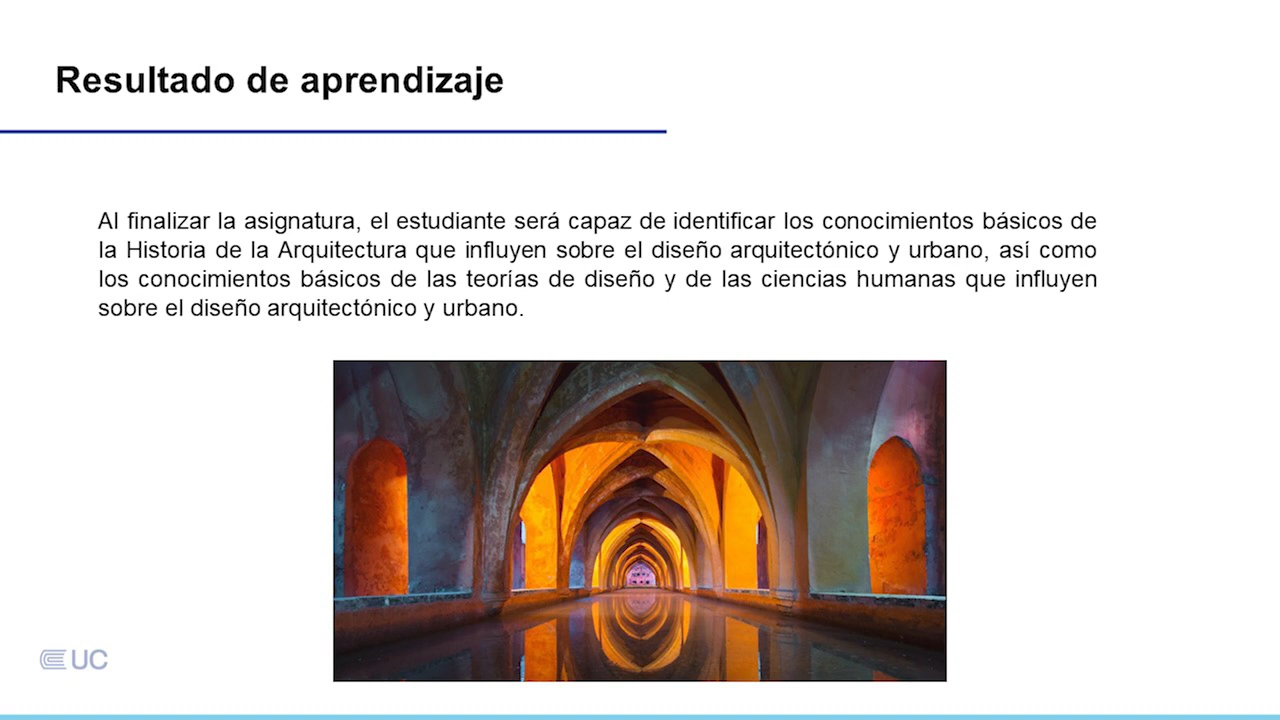 Resultado de aprendizaje
Al finalizar la asignatura, el estudiante será capaz de identificar los conocimientos básicos de
la Historia de la Arquitectura que influyen sobre el diseño arquitectónico y urbano, así como
los conocimientos básicos de las teorías de diseño y de las ciencias humanas que influyen
sobre el diseño arquitectónico y urbano.
UC